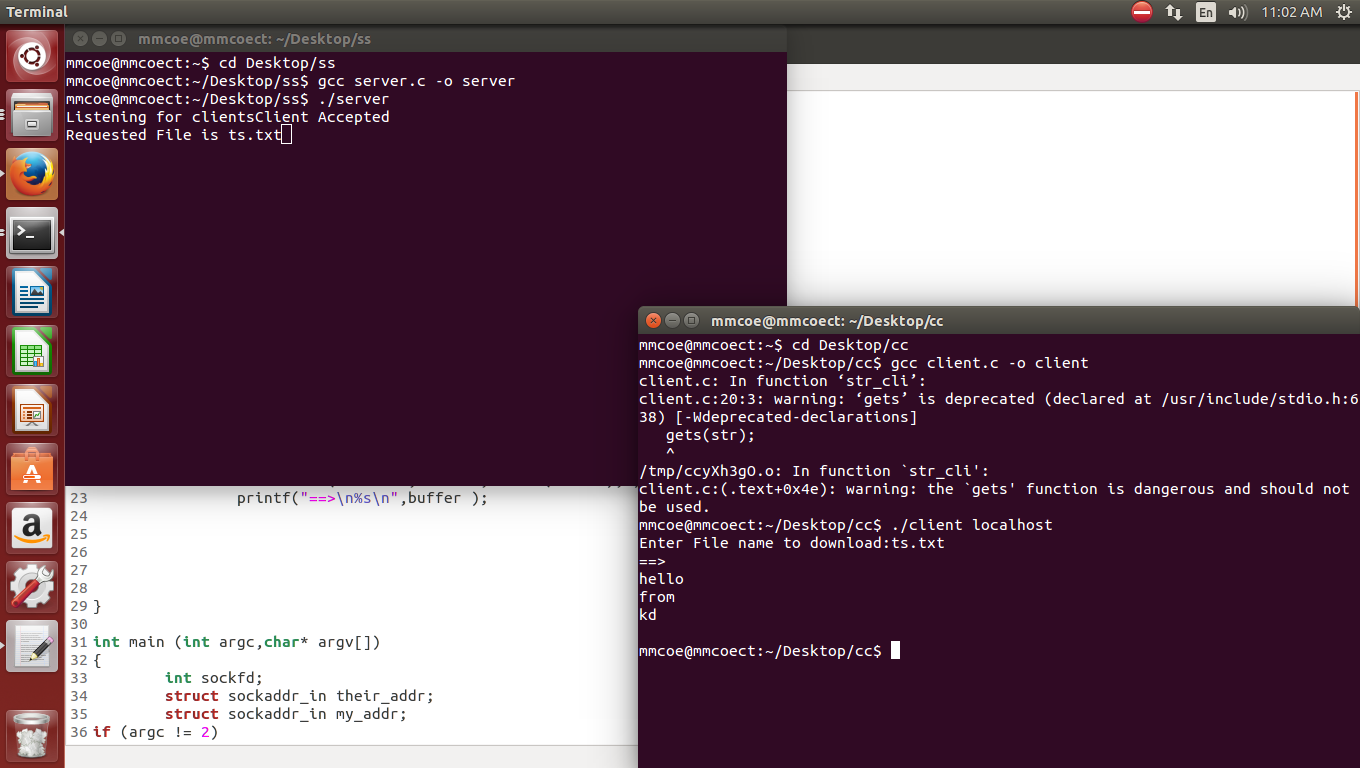 Terminal
En
11:02 AM
mmcoe@mmcoect: ~/Desktop/ss
mmcoe@mmcoect:~$ cd Desktop/ss
mmcoe@mmcoect:~/Desktop/ss$ gcc server.c -o server
mmcoe@mmcoect:~/Desktop/ss$ ./server
Listening for clientsClient Accepted
Requested File is ts.txt
23 printf("==>\n%s\n",buffer );
24
25
26
27
28
29 }
30
31 int main (int argc,char* argv[])
32 {
33 int sockfd;
34 struct sockaddr_in their_addr;
35 struct sockaddr_in my_addr;
36 if (argc != 2)
mmcoe@mmcoect: ~/Desktop/cc
mmcoe@mmcoect:~$ cd Desktop/cc
mmcoe@mmcoect:~/Desktop/cc$ gcc client.c -o client
client.c: In function ‘str_cli’:
client.c:20:3: warning: ‘gets’ is deprecated (declared at /usr/include/stdio.h:6
38) [-Wdeprecated-declarations]
gets(str);
^
/tmp/ccyXh3gO.o: In function `str_cli':
client.c:(.text+0x4e): warning: the `gets' function is dangerous and should not
be used.
mmcoe@mmcoect:~/Desktop/cc$ ./client localhost
Enter File name to download:ts.txt
==>
hello
from
kd
mmcoe@mmcoect:~/Desktop/cc$